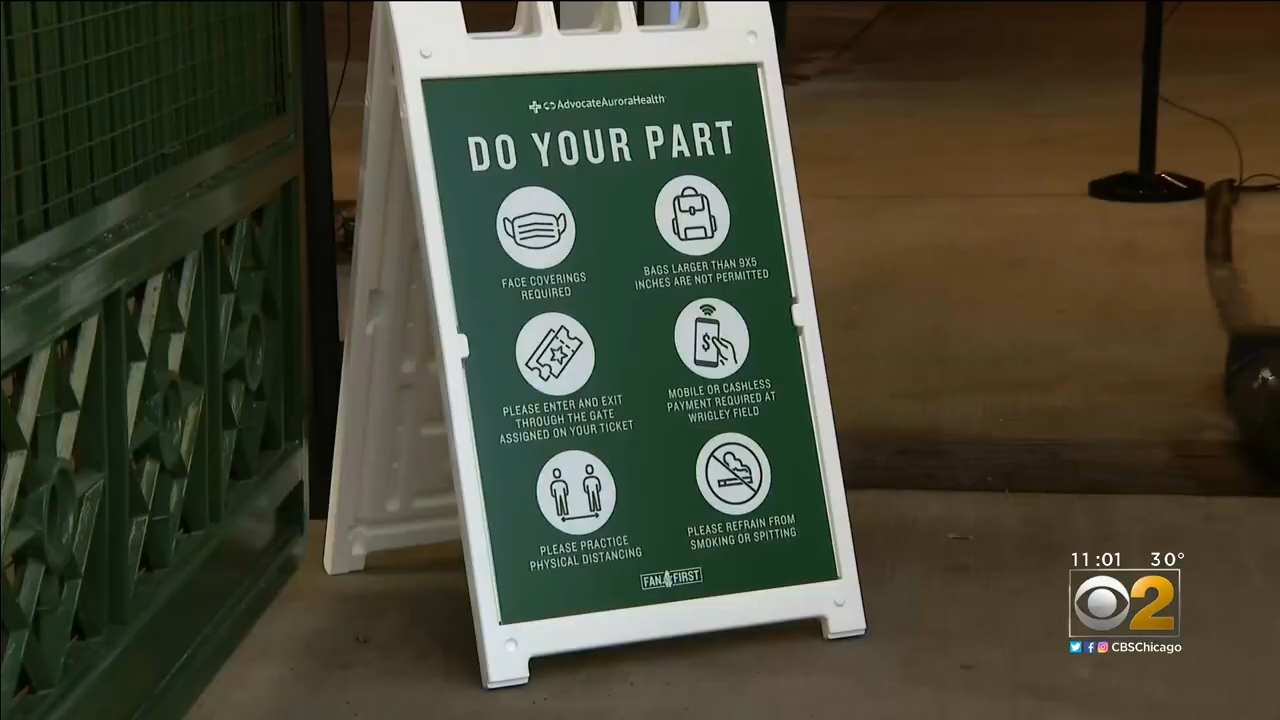 AdvocateAuroraHealth
DO YOUR PART
FACE COVERINGS
REQUIRED
BAGS LARGER THAN 9X5
INCHES ARE NOT PERMITTED
$
PLEASE ENTER AND EXIT
THROUGH THE GATE
ASSIGNED ON YOUR TICKET
MOBILE OR CASHLESS
PAYMENT REQUIRED AT
WRIGLEY FIELD
PLEASE PRACTICE
PHYSICAL DISTANCING
PLEASE REFRAIN FROM
SMOKING OR SPITTING
FAN FIRST
11:01 30°
2
CBSChicago